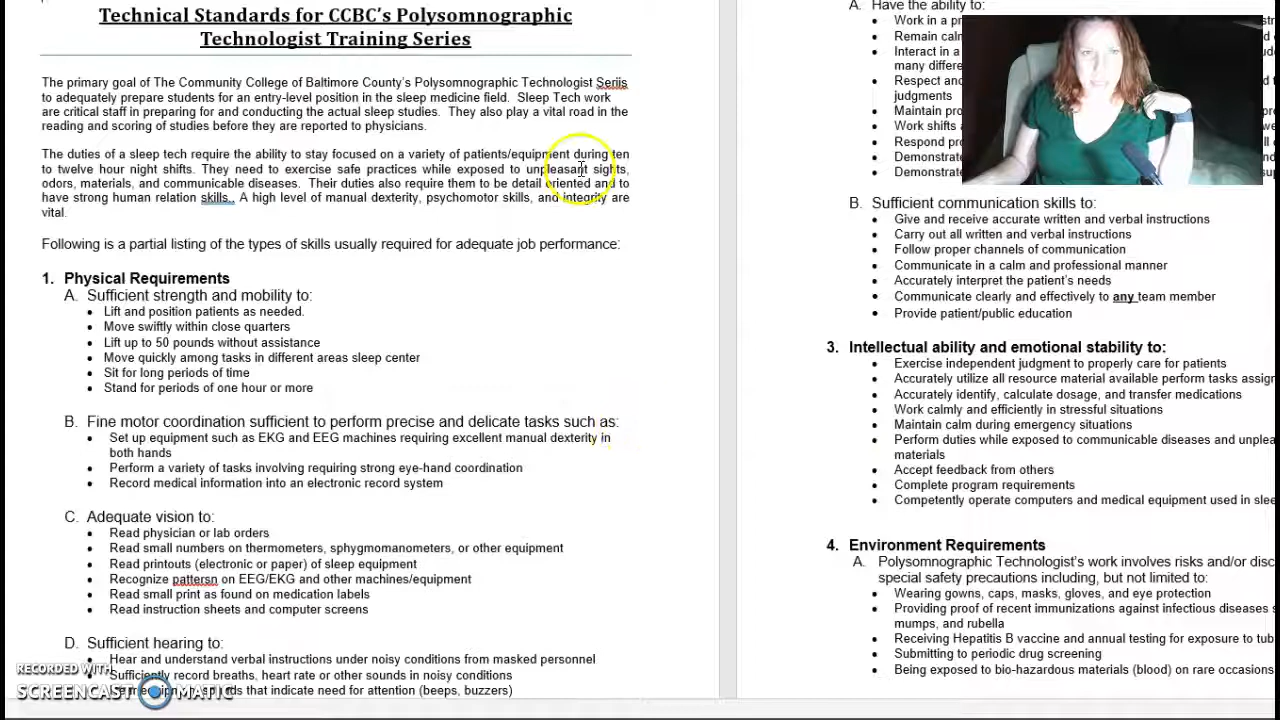 Technical Standards for CCBC's Polysomnographic
Technologist Training Series
The primary goal of The Community College of Baltimore County's Polysomnographic Technologist Seriis
to adequately prepare students for an entry-level position in the sleep medicine field. Sleep Tech work
are critical staff in preparing for and conducting the actual sleep studies. They also play a vital road in the
reading and scoring of studies before they are reported to physicians.
The duties of a sleep tech require the ability to stay focused on a variety of patients/equipment during ten
to twelve hour night shifts. They need to exercise safe practices while exposed to unpleasant sights,
odors, materials, and communicable diseases. Their duties also require them to be detail oriented and to
have strong human relation skills,. A high level of manual dexterity, psychomotor skills, and integrity are
vital.
Following is a partial listing of the types of skills usually required for adequate job performance:
1. Physical Requirements
A. Sufficient strength and mobility to:
• Lift and position patients as needed.
• Move swiftly within close quarters
• Lift up to 50 pounds without assistance
• Move quickly among tasks in different areas sleep center
• Sit for long periods of time
• Stand for periods of one hour or more
B. Fine motor coordination sufficient to perform precise and delicate tasks such as:
• Set up equipment such as EKG and EEG machines requiring excellent manual dexterity in
both hands
• Perform a variety of tasks involving requiring strong eye-hand coordination
• Record medical information into an electronic record system
C. Adequate vision to:
• Read physician or lab orders
• Read small numbers on thermometers, sphygmomanometers, or other equipment
• Read printouts (electronic or paper) of sleep equipment
• Recognize pattersn on EEG/EKG and other machines/equipment
• Read small print as found on medication labels
• Read instruction sheets and computer screens
D. Sufficient hearing to:
• Hear and understand verbal instructions under noisy conditions from masked personnel
Sufficiently record breaths, heart rate or other sounds in noisy conditions
that indicate need for attention (beeps, buzzers)
RECORDED WITH
SCREENCAST MATIC
A. Have the ability to:
• Work in a
• Remain
• Interact in a
many
• Respect
judgments
• Maintain
• Work shifts
• Respond
• Demonstrate
• Demonstrate
B. Sufficient communication skills to:
• Give and receive accurate written and verbal instructions
• Carry out all written and verbal instructions
• Follow proper channels of communication
• Communicate in a calm and professional manner
• Accurately interpret the patient's needs
• Communicate clearly and effectively to any team member
• Provide patient/public education
3. Intellectual ability and emotional stability to:
• Exercise independent judgment to properly care for patients
• Accurately utilize all resource material available perform tasks assig
• Accurately identify, calculate dosage, and transfer medications
• Work calmly and efficiently in stressful situations
• Maintain calm during emergency situations
• Perform duties while exposed to communicable diseases and unplea
materials
• Accept feedback from others
• Complete program requirements
• Competently operate computers and medical equipment used in slee
4. Environment Requirements
A. Polysomnographic Technologist's work involves risks and/or disc
special safety precautions including, but not limited to:
• Wearing gowns, caps, masks, gloves, and eye protection
• Providing proof of recent immunizations against infectious diseases s
mumps, and rubella
• Receiving Hepatitis B vaccine and annual testing for exposure to tub
• Submitting to periodic drug screening
• Being exposed to bio-hazardous materials (blood) on rare occasions